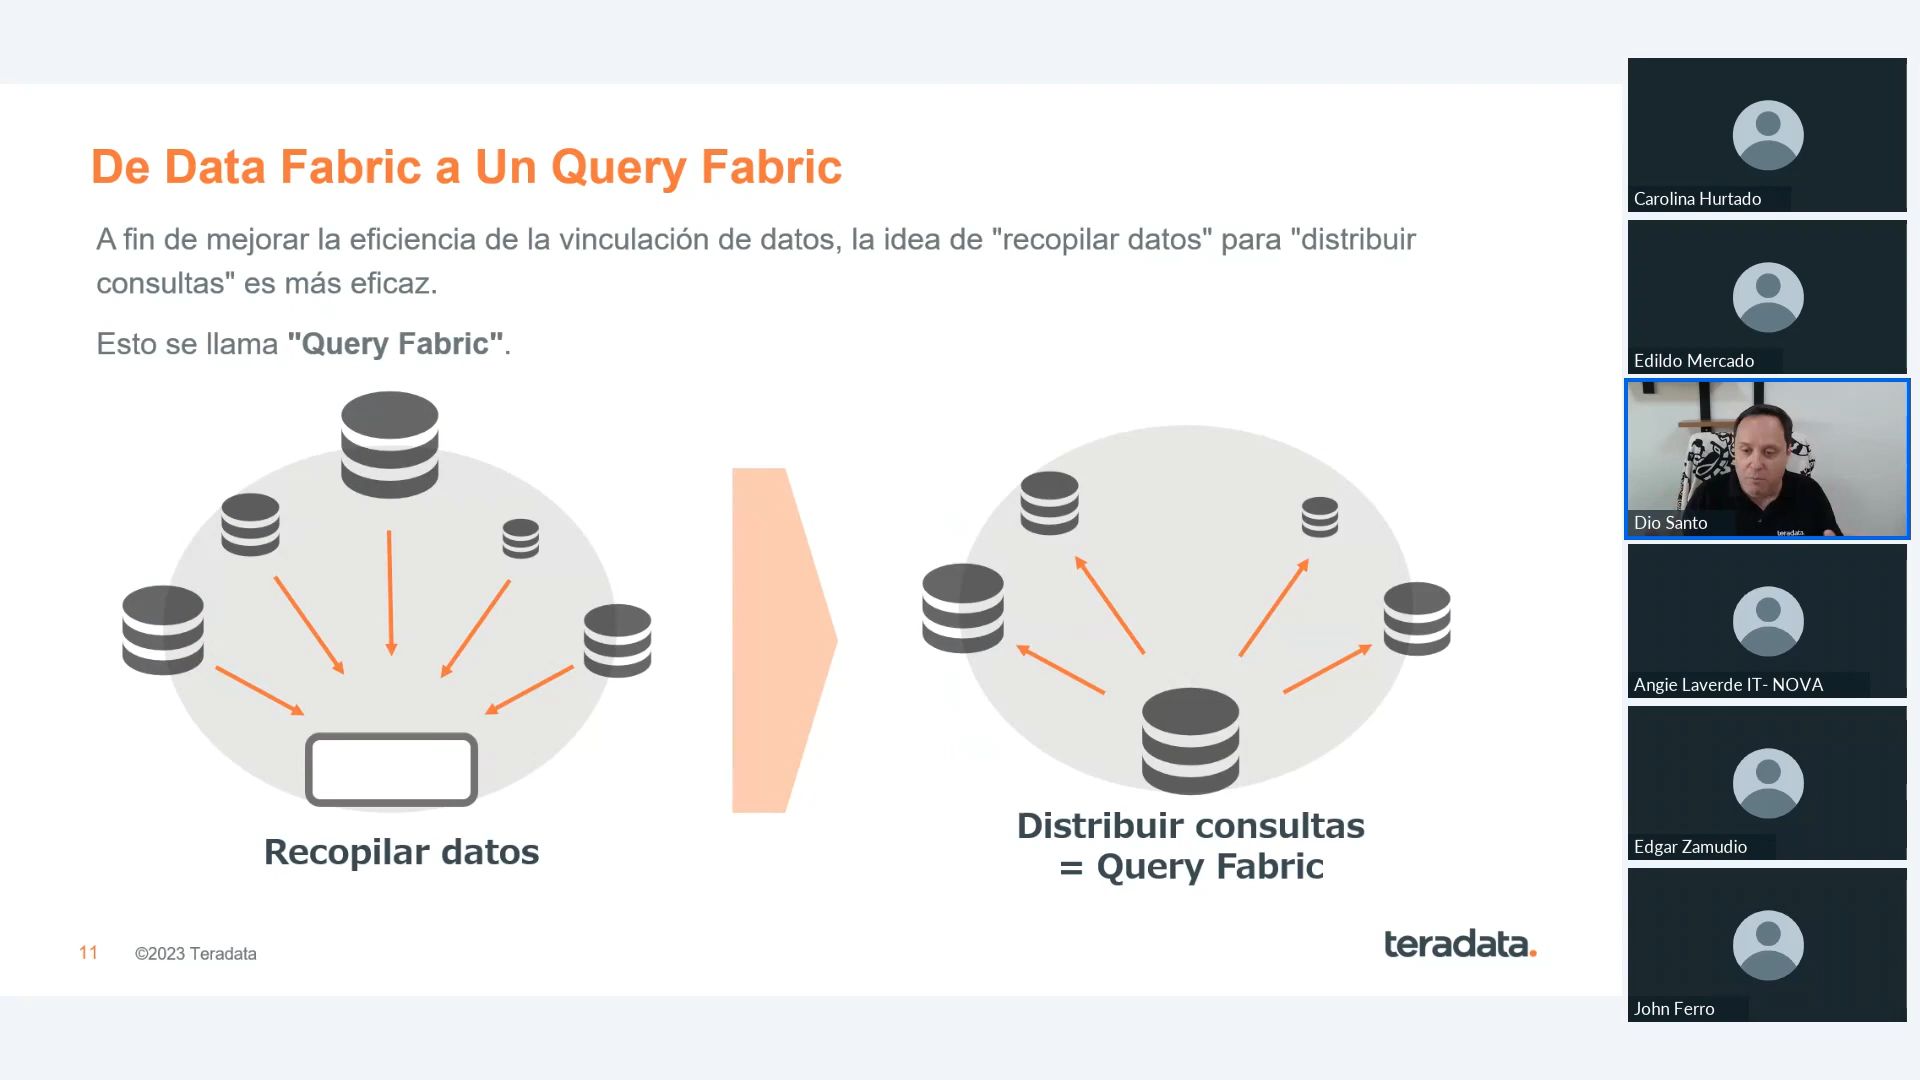 De Data Fabric a Un Query Fabric
A fin de mejorar la eficiencia de la vinculación de datos, la idea de "recopilar datos" para "distribuir
consultas" es más eficaz.
Esto se llama "Query Fabric".
Recopilar datos
Distribuir consultas
= Query Fabric
11
©2023 Teradata
teradata.
Carolina Hurtado
Edildo Mercado
Dio Santo
teradata.
Angie Laverde IT- NOVA
Edgar Zamudio
John Ferro